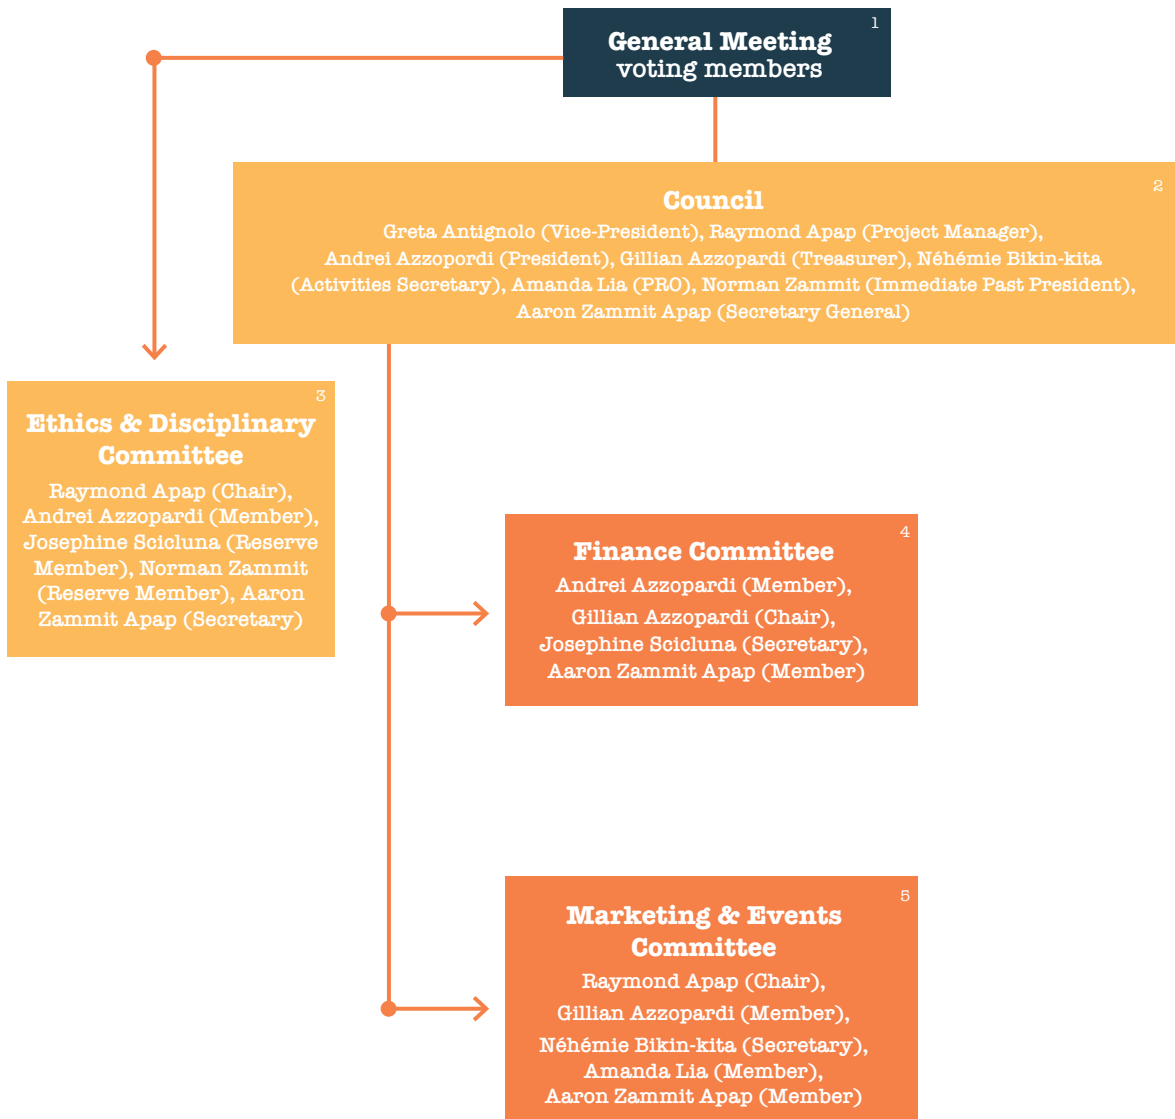 1
General Meeting
voting members
2
Council
Greta Antignolo (Vice-President), Raymond Apap (Project Manager),
Andrei Azzopordi (President), Gillian Azzopardi (Treasurer), Néhémie Bikin-kita
(Activities Secretary), Amanda Lia (PRO), Norman Zammit (Immediate Past President),
Aaron Zammit Apap (Secretary General)
3
Ethics & Disciplinary
Committee
Raymond Apap (Chair),
Andrei Azzopardi (Member),
Josephine Scicluna (Reserve
Member), Norman Zammit
(Reserve Member), Aaron
Zammit Apap (Secretary)
4
Finance Committee
Andrei Azzopardi (Member),
Gillian Azzopardi (Chair),
Josephine Scicluna (Secretary),
Aaron Zammit Apap (Member)
5
Marketing & Events
Committee
Raymond Apap (Chair),
Gillian Azzopardi (Member),
Néhémie Bikin-kita (Secretary),
Amanda Lia (Member),
Aaron Zammit Apap (Member)